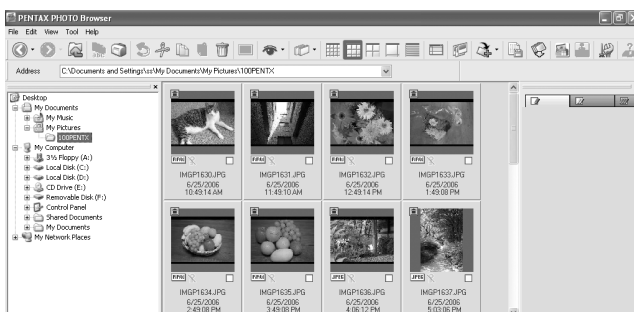 PENTAX PHOTO Browser
File Edit View Tool Help
Address C:\Documents and Settings\ss\My Documents\My Pictures\100PENTX
Desktop
My Documents
My Music
My Pictures
100PENTX
My Computer
3½ Floppy (A:)
Local Disk (C:)
Local Disk (D:)
CD Drive (E:)
Removable Disk (F:)
Control Panel
Shared Documents
My Documents
My Network Places
IMGP1630.JPG
6/25/2006
10:49:14 AM
IMGP1631.JPG
6/25/2006
11:49:10 AM
IMGP1632.JPG
6/25/2006
12:49:14 PM
IMGP1633.JPG
6/25/2006
1:49:08 PM
JPEG
JPEG
IMGP1634.JPG
6/25/2006
2:49:08 PM
IMGP1635.JPG
6/25/2006
3:49:08 PM
IMGP1636.JPG
6/25/2006
4:06:12 PM
IMGP1637.JPG
6/25/2006
5:03:06 PM